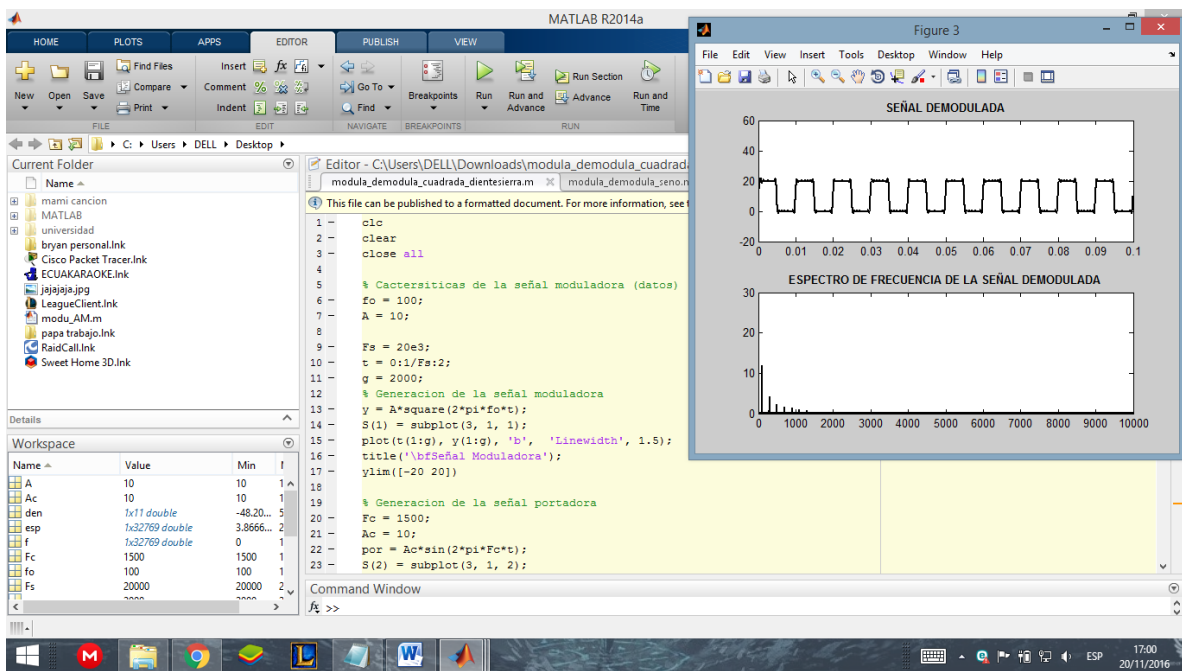 MATLAB R2014a
HOME PLOTS APPS EDITOR PUBLISH VIEW
New Open Save
Find Files
Compare
Print
Insert fx
Comment
Indent
Go To
Find
Breakpoints
Run
Run and Advance
Run Section
Advance
Run and Time
FILE EDIT NAVIGATE BREAKPOINTS RUN
C: Users DELL Desktop
Current Folder
Name
mami cancion
MATLAB
universidad
bryan personal.lnk
Cisco Packet Tracer.lnk
ECUAKARAOKE.lnk
jajajaja.jpg
LeagueClient.lnk
modu_AM.m
papa trabajo.lnk
RaidCall.lnk
Sweet Home 3D.lnk
Details
Workspace
Name Value Min
A 10 10 1
Ac 10 10 1
den 1x11 double -48.20... 5
esp 1x32769 double 3.8666... 2
f 1x32769 double 0 1
Fc 1500 1500 1
fo 100 100 1
Fs 20000 20000 2
Editor - C:\Users\DELL\Downloads\modula_demodula_cuadrada
modula_demodula_cuadrada_dientesierra.m modula_demodula_seno.m
This file can be published to a formatted document. For more information, see t
1 - clc
2 - clear
3 - close all
4
5 % Cactersiticas de la señal moduladora (datos)
6 - fo = 100;
7 - A = 10;
8
9 - Fs = 20e3;
10 - t = 0:1/Fs:2;
11 - g = 2000;
12 % Generacion de la señal moduladora
13 - y = A*square(2*pi*fo*t);
14 - S(1) = subplot(3, 1, 1);
15 - plot(t(1:g), y(1:g), 'b', 'Linewidth', 1.5);
16 - title('\bfSeñal Moduladora');
17 - ylim([-20 20])
18
19 % Generacion de la señal portadora
20 - Fc = 1500;
21 - Ac = 10;
22 - por = Ac*sin(2*pi*Fc*t);
23 - S(2) = subplot(3, 1, 2);
Command Window
fx >>
Figure 3
File Edit View Insert Tools Desktop Window Help
SEÑAL DEMODULADA
60
40
20
0
-20
0 0.01 0.02 0.03 0.04 0.05 0.06 0.07 0.08 0.09 0.1
ESPECTRO DE FRECUENCIA DE LA SEÑAL DEMODULADA
30
20
10
0
0 1000 2000 3000 4000 5000 6000 7000 8000 9000 10000
ESP
17:00
20/11/2016